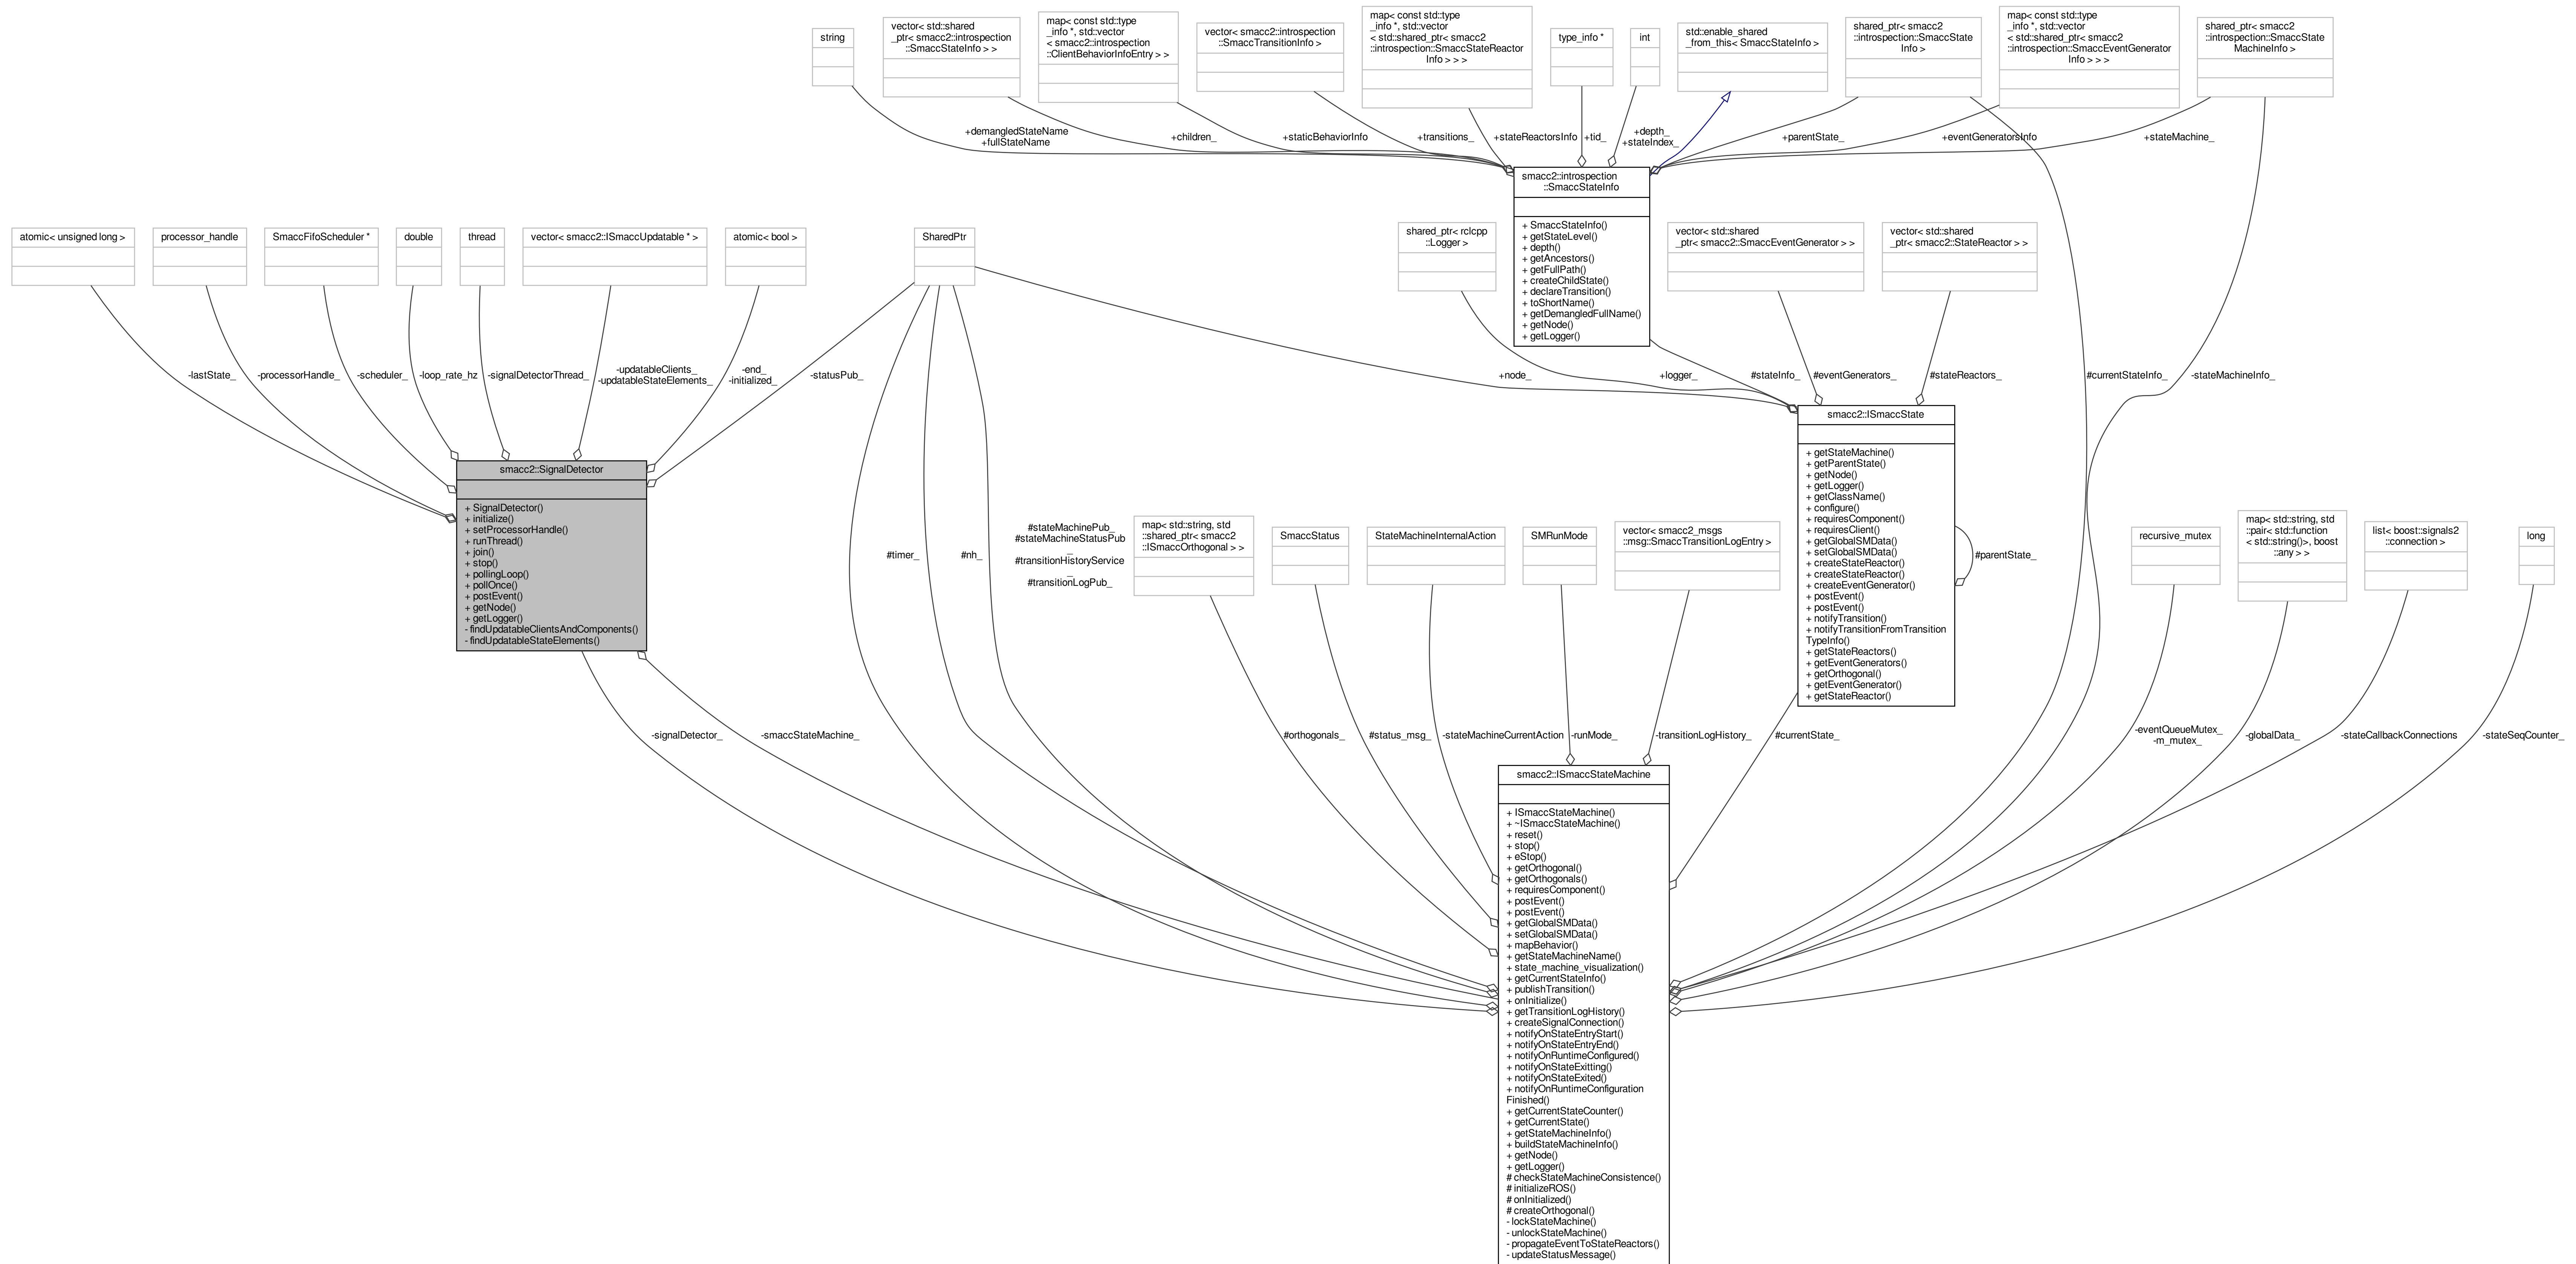 string
vector< std::shared
_ptr< smacc2::introspection
::SmaccStateInfo > >
map< const std::type
_info *, std::vector
< smacc2::introspection
::ClientBehaviorInfoEntry > >
vector< smacc2::introspection
::SmaccTransitionInfo >
map< const std::type
_info *, std::vector
< std::shared_ptr< smacc2
::introspection::SmaccStateReactor
Info > > >
type_info *
int
std::enable_shared
_from_this< SmaccStateInfo >
shared_ptr< smacc2
::introspection::SmaccState
Info >
map< const std::type
_info *, std::vector
< std::shared_ptr< smacc2
::introspection::SmaccEventGenerator
Info > > >
shared_ptr< smacc2
::introspection::SmaccState
MachineInfo >
+demangledStateName
+fullStateName
+children_
+staticBehaviorInfo
+transitions_
+stateReactorsInfo
+tid_
+depth_
+stateIndex_
+parentState_
+eventGeneratorsInfo
+stateMachine_
smacc2::introspection
::SmaccStateInfo
+ SmaccStateInfo()
+ getStateLevel()
+ depth()
+ getAncestors()
+ getFullPath()
+ createChildState()
+ declareTransition()
+ toShortName()
+ getDemangledFullName()
+ getNode()
+ getLogger()
atomic< unsigned long >
processor_handle
SmaccFifoScheduler *
double
thread
vector< smacc2::ISmaccUpdatable * >
atomic< bool >
SharedPtr
shared_ptr< rclcpp
::Logger >
vector< std::shared
_ptr< smacc2::SmaccEventGenerator > >
vector< std::shared
_ptr< smacc2::StateReactor > >
-lastState_
-processorHandle_
-scheduler_
-loop_rate_hz
-signalDetectorThread_
-updatableClients_
-updatableStateElements_
-end_
-initialized_
-statusPub_
+node_
+logger_
#stateInfo_
#eventGenerators_
#stateReactors_
#currentStateInfo_
-stateMachineInfo_
smacc2::SignalDetector
+ SignalDetector()
+ initialize()
+ setProcessorHandle()
+ runThread()
+ join()
+ stop()
+ pollingLoop()
+ pollOnce()
+ postEvent()
+ getNode()
+ getLogger()
- findUpdatableClientsAndComponents()
- findUpdatableStateElements()
smacc2::ISmaccState
+ getStateMachine()
+ getParentState()
+ getNode()
+ getLogger()
+ getClassName()
+ configure()
+ requiresComponent()
+ requiresClient()
+ getGlobalSMData()
+ setGlobalSMData()
+ createStateReactor()
+ createStateReactor()
+ createEventGenerator()
+ postEvent()
+ postEvent()
+ notifyTransition()
+ notifyTransitionFromTransition
TypeInfo()
+ getStateReactors()
+ getEventGenerators()
+ getOrthogonal()
+ getEventGenerator()
+ getStateReactor()
#parentState_
#timer_
#nh_
#stateMachinePub_
#stateMachineStatusPub
_
#transitionHistoryService
_
#transitionLogPub_
map< std::string, std
::shared_ptr< smacc2
::ISmaccOrthogonal > >
SmaccStatus
StateMachineInternalAction
SMRunMode
vector< smacc2_msgs
::msg::SmaccTransitionLogEntry >
recursive_mutex
map< std::string, std
::pair< std::function
< std::string()>, boost
::any > >
list< boost::signals2
::connection >
long
-signalDetector_
-smaccStateMachine_
#orthogonals_
#status_msg_
-stateMachineCurrentAction
-runMode_
-transitionLogHistory_
#currentState_
-eventQueueMutex_
-m_mutex_
-globalData_
-stateCallbackConnections
-stateSeqCounter_
smacc2::ISmaccStateMachine
+ ISmaccStateMachine()
+ ~ISmaccStateMachine()
+ reset()
+ stop()
+ eStop()
+ getOrthogonal()
+ getOrthogonals()
+ requiresComponent()
+ postEvent()
+ postEvent()
+ getGlobalSMData()
+ setGlobalSMData()
+ mapBehavior()
+ getStateMachineName()
+ state_machine_visualization()
+ getCurrentStateInfo()
+ publishTransition()
+ onInitialize()
+ getTransitionLogHistory()
+ createSignalConnection()
+ notifyOnStateEntryStart()
+ notifyOnStateEntryEnd()
+ notifyOnRuntimeConfigured()
+ notifyOnStateExitting()
+ notifyOnStateExited()
+ notifyOnRuntimeConfiguration
Finished()
+ getCurrentStateCounter()
+ getCurrentState()
+ getStateMachineInfo()
+ buildStateMachineInfo()
+ getNode()
+ getLogger()
# checkStateMachineConsistence()
# initializeROS()
# onInitialized()
# createOrthogonal()
- lockStateMachine()
- unlockStateMachine()
- propagateEventToStateReactors()
- updateStatusMessage()